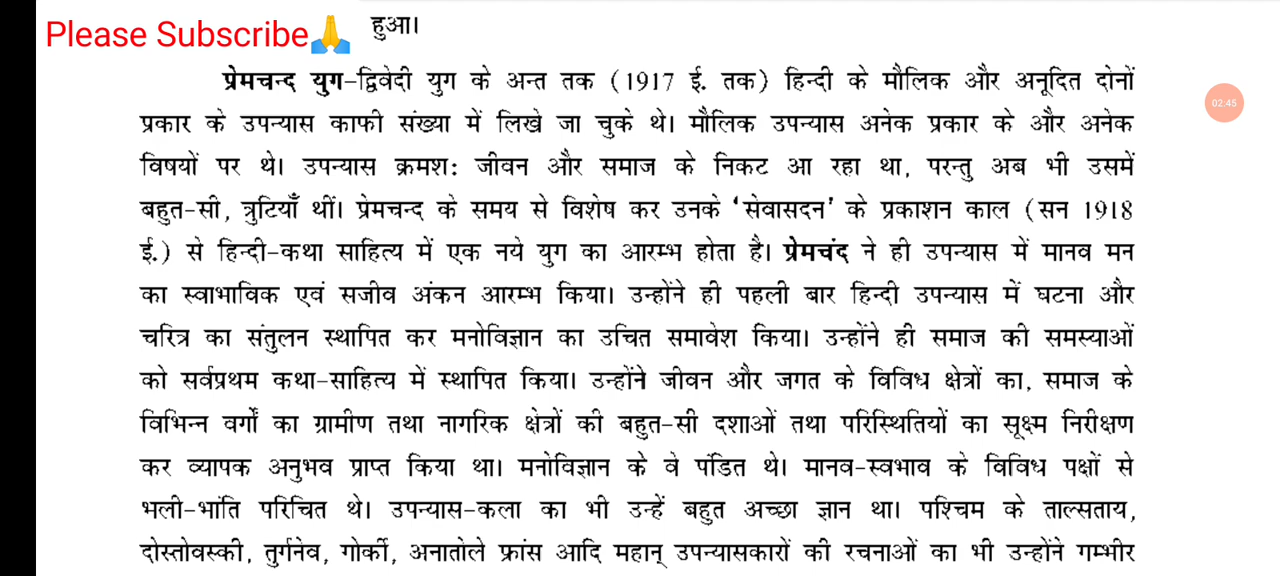 Please Subscribe🙏 हुआ।
02:45
प्रेमचन्द युग-द्विवेदी युग के अन्त तक (1917 ई. तक) हिन्दी के मौलिक और अनूदित दोनों
प्रकार के उपन्यास काफी संख्या में लिखे जा चुके थे। मौलिक उपन्यास अनेक प्रकार के और अनेक
विषयों पर थे। उपन्यास क्रमश: जीवन और समाज के निकट आ रहा था, परन्तु अब भी उसमें
बहुत-सी, त्रुटियाँ थीं। प्रेमचन्द के समय से विशेष कर उनके ‘सेवासदन’ के प्रकाशन काल (सन 1918
ई.) से हिन्दी-कथा साहित्य में एक नये युग का आरम्भ होता है। प्रेमचंद ने ही उपन्यास में मानव मन
का स्वाभाविक एवं सजीव अंकन आरम्भ किया। उन्होंने ही पहली बार हिन्दी उपन्यास में घटना और
चरित्र का संतुलन स्थापित कर मनोविज्ञान का उचित समावेश किया। उन्होंने ही समाज की समस्याओं
को सर्वप्रथम कथा-साहित्य में स्थापित किया। उन्होंने जीवन और जगत के विविध क्षेत्रों का, समाज के
विभिन्न वर्गों का ग्रामीण तथा नागरिक क्षेत्रों की बहुत-सी दशाओं तथा परिस्थितियों का सूक्ष्म निरीक्षण
कर व्यापक अनुभव प्राप्त किया था। मनोविज्ञान के वे पंडित थे। मानव-स्वभाव के विविध पक्षों से
भली-भांति परिचित थे। उपन्यास-कला का भी उन्हें बहुत अच्छा ज्ञान था। पश्चिम के ताल्सताय,
दोस्तोवस्की, तुर्गनेव, गोर्की, अनातोले फ्रांस आदि महान् उपन्यासकारों की रचनाओं का भी उन्होंने गम्भीर